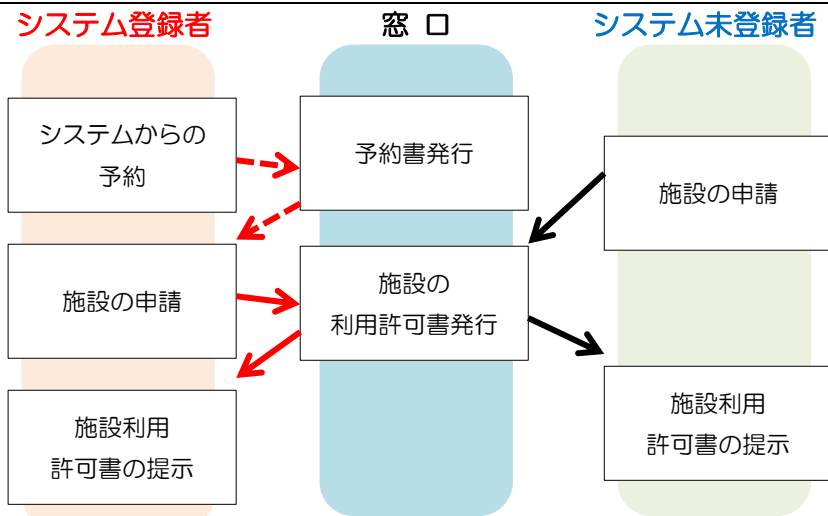 システム登録者
窓 口
システム未登録者
システムからの
予約
予約書発行
施設の申請
施設の申請
施設の
利用許可書発行
施設利用
許可書の提示
施設利用
許可書の提示